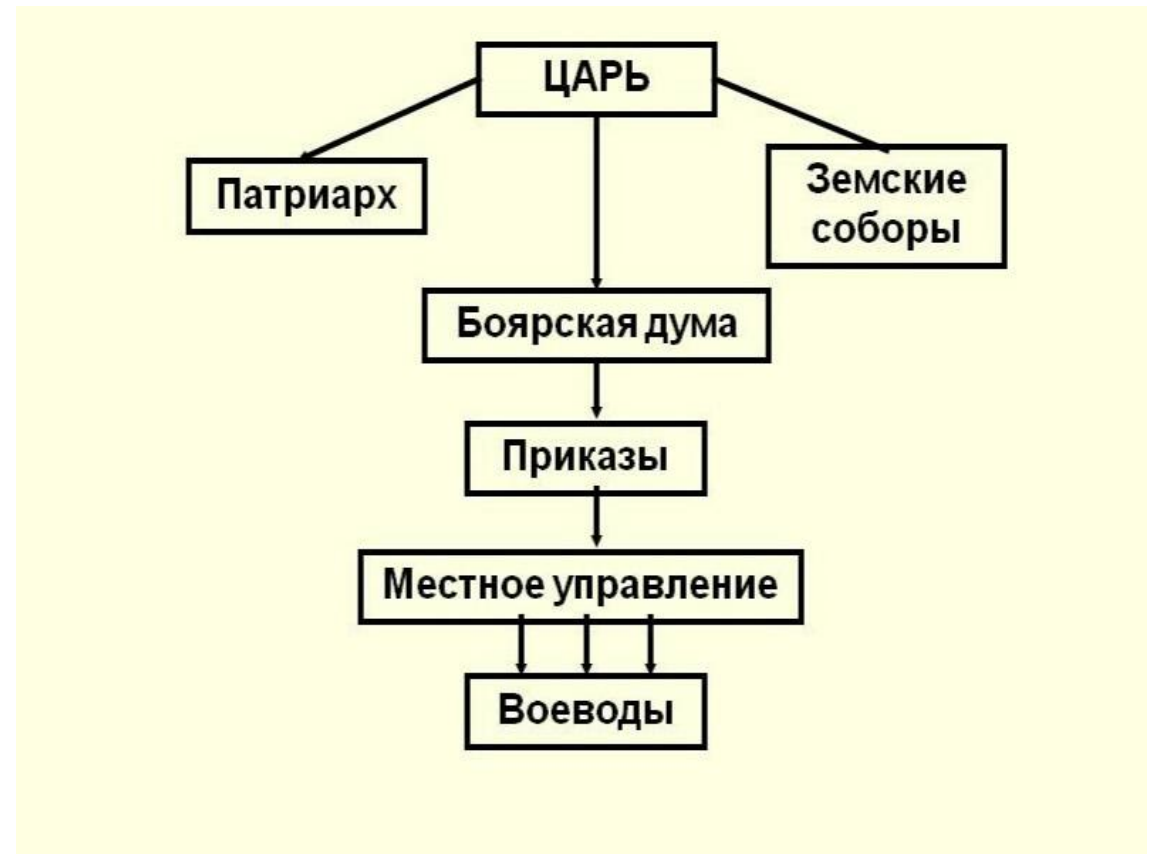 ЦАРЬ
Патриарх
Земские
соборы
Боярская дума
Приказы
Местное управление
Воеводы